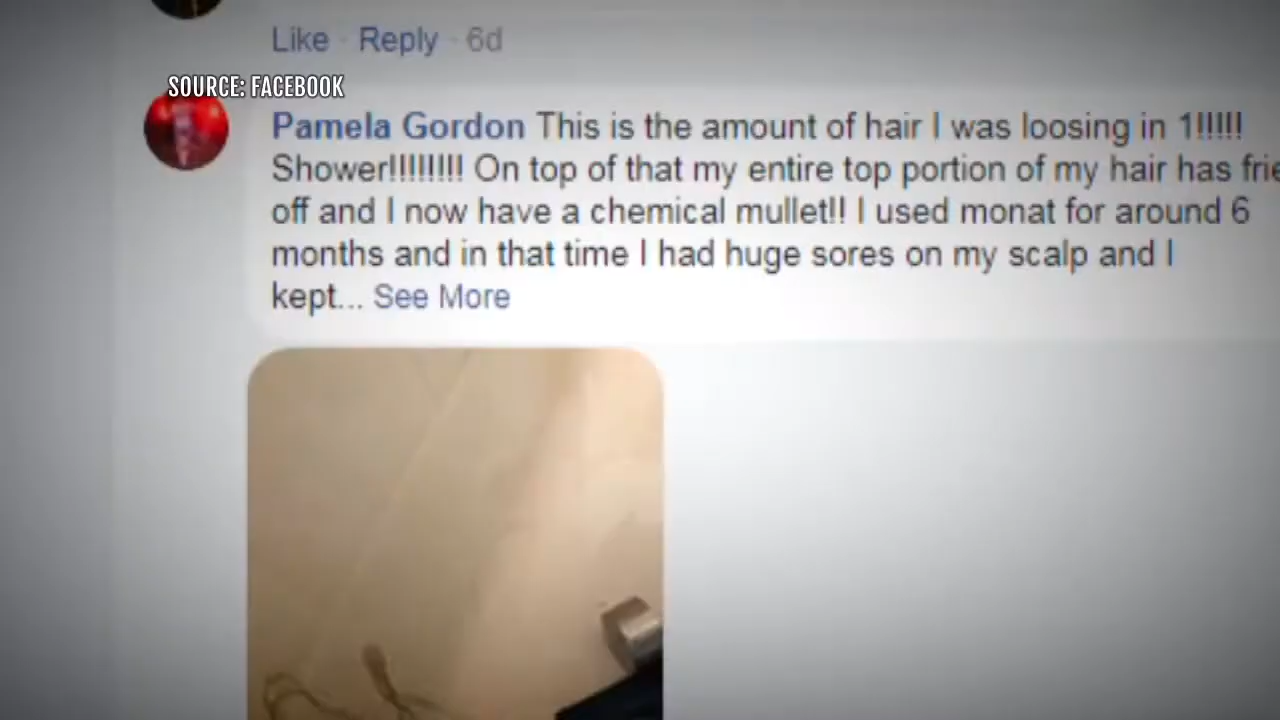 Like · Reply · 6d
SOURCE: FACEBOOK
Pamela Gordon This is the amount of hair I was loosing in 1!!!!!
Shower!!!!!!!! On top of that my entire top portion of my hair has
off and I now have a chemical mullet!! I used monat for around 6
months and in that time I had huge sores on my scalp and I
kept... See More